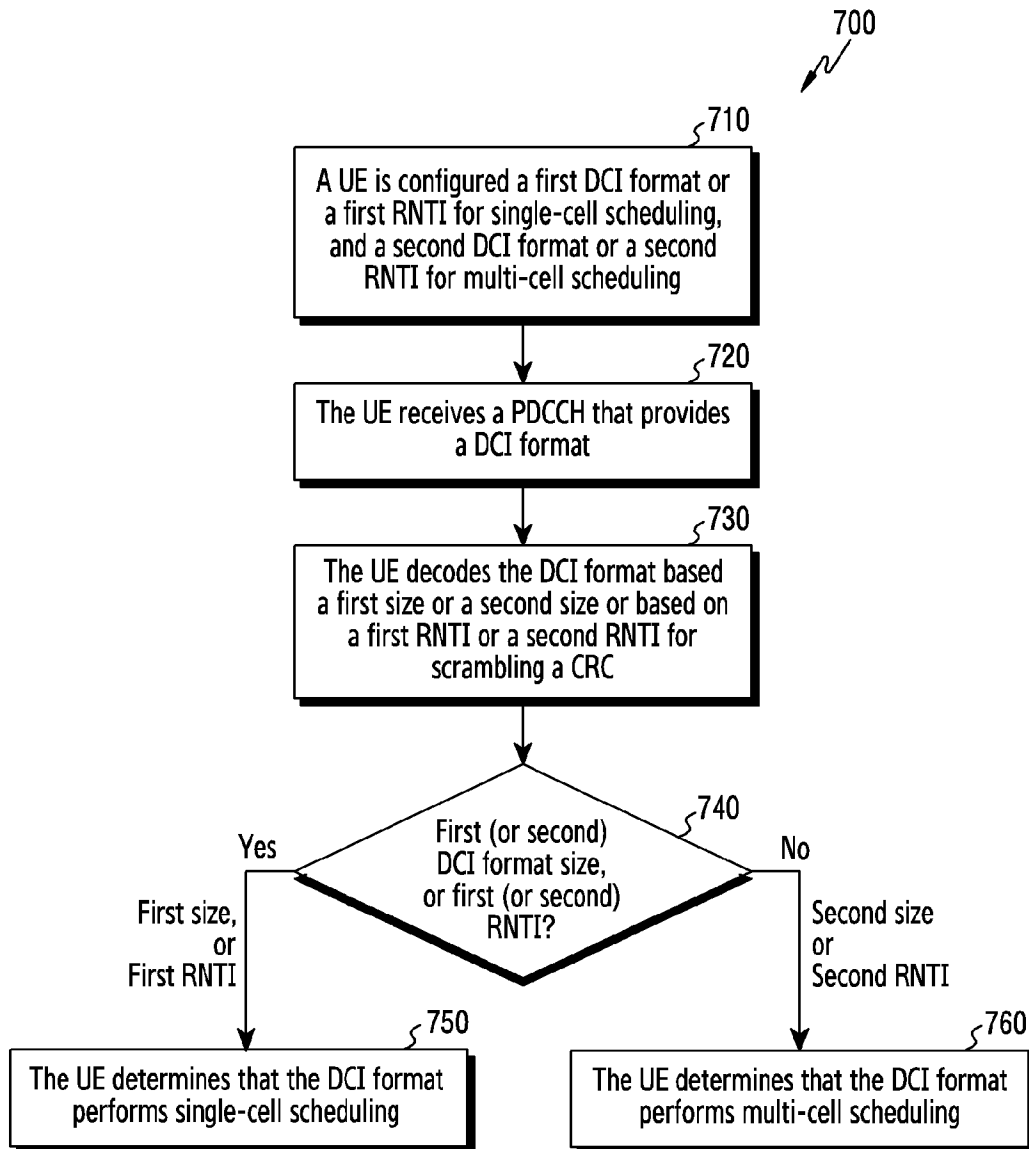 700
710
A UE is configured a first DCI format or
a first RNTI for single-cell scheduling,
and a second DCI format or a second
RNTI for multi-cell scheduling
720
The UE receives a PDCCH that provides
a DCI format
730
The UE decodes the DCI format based
a first size or a second size or based on
a first RNTI or a second RNTI for
scrambling a CRC
740
First (or second)
DCI format size,
or first (or second)
RNTI?
Yes
First size,
or
First RNTI
No
Second size
or
Second RNTI
750
The UE determines that the DCI format
performs single-cell scheduling
760
The UE determines that the DCI format
performs multi-cell scheduling